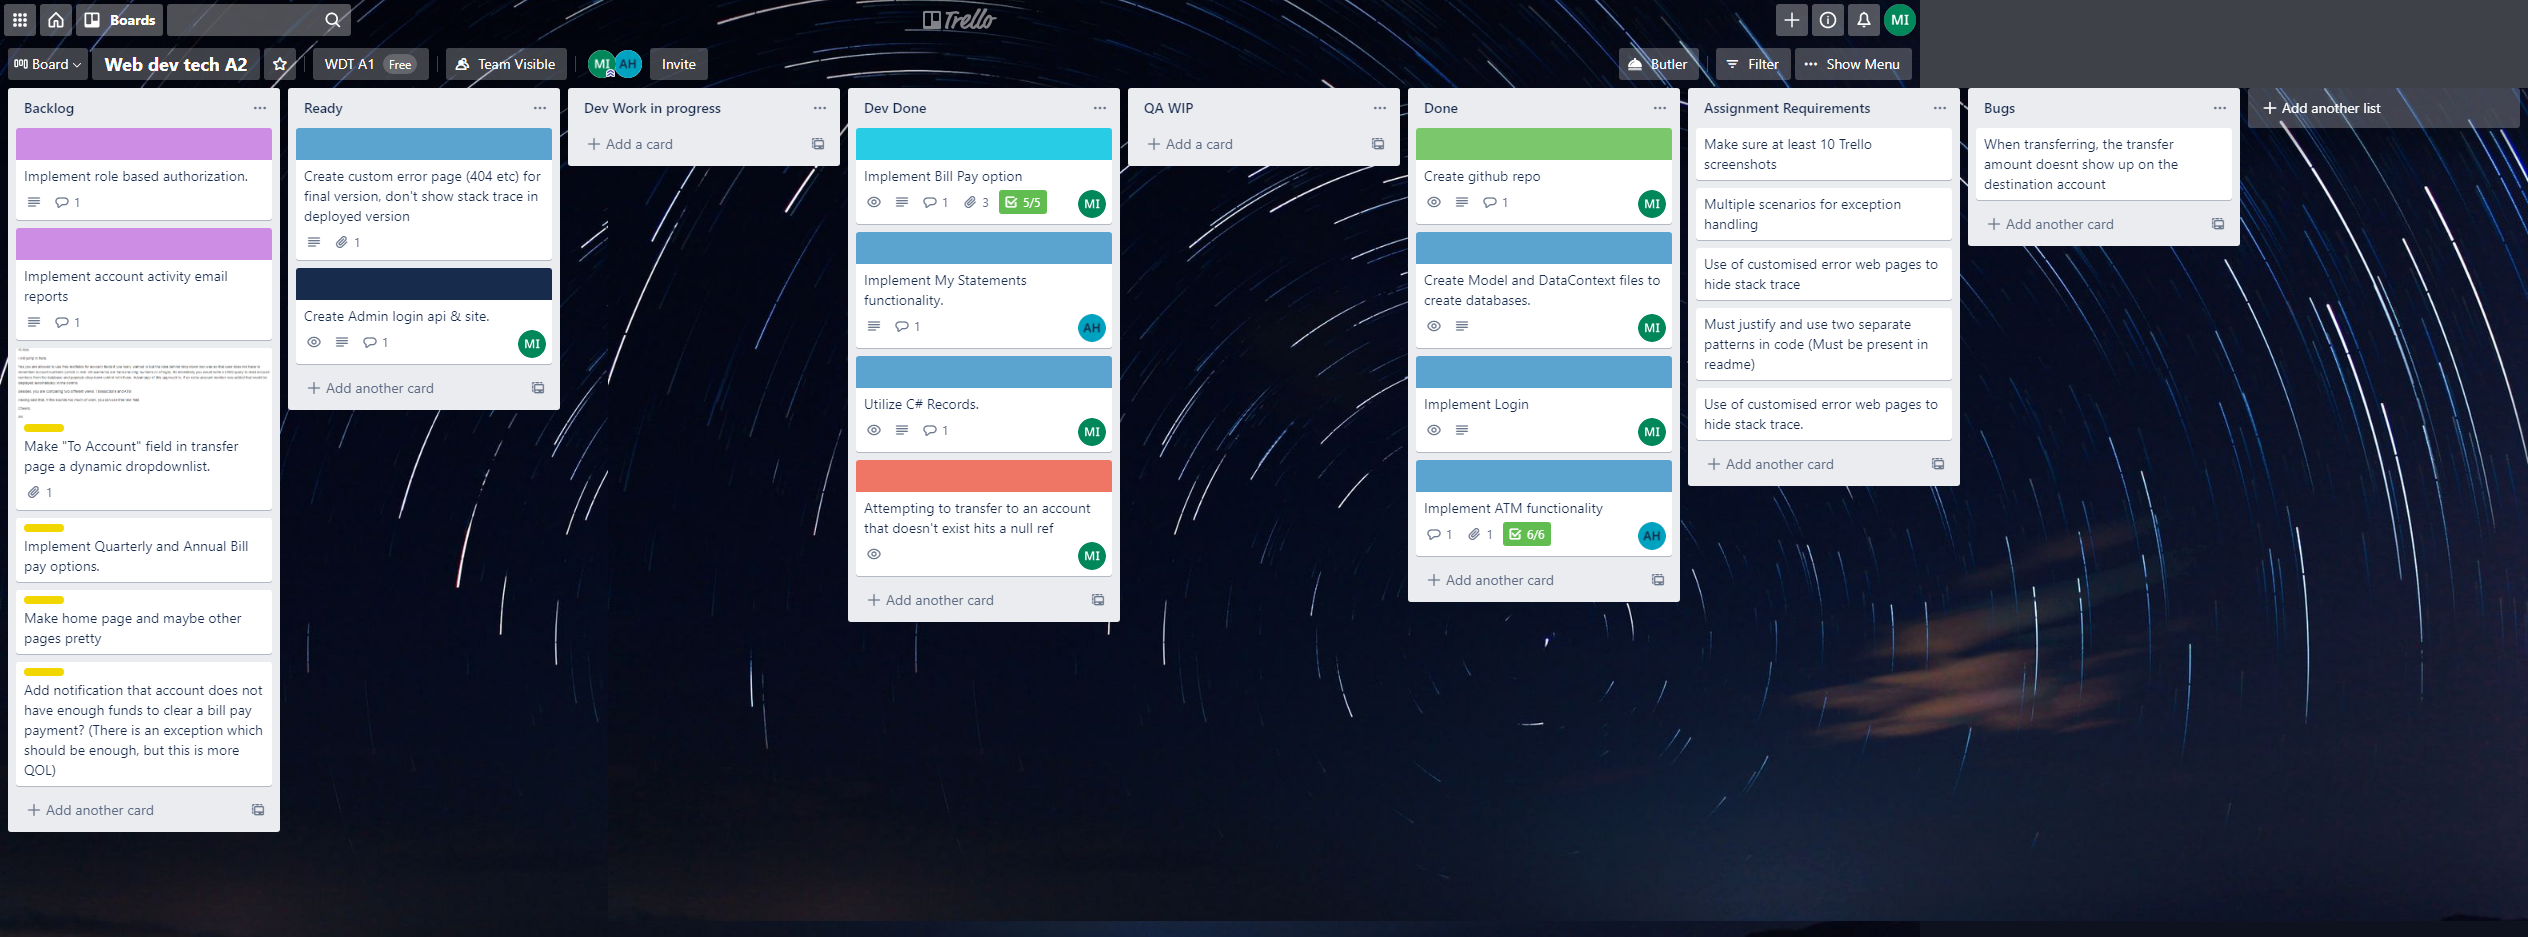 Boards
Trello
MI
Board
Web dev tech A2
WDT A1 Free
Team Visible
MI AH
Invite
Butler
Filter
Show Menu
Backlog
Implement role based authorization.
1
Implement account activity email
reports
1
Make "To Account" field in transfer
page a dynamic dropdownlist.
1
Implement Quarterly and Annual Bill
pay options.
Make home page and maybe other
pages pretty
Add notification that account does not
have enough funds to clear a bill pay
payment? (There is an exception which
should be enough, but this is more
QOL)
Add another card
Ready
Create custom error page (404 etc) for
final version, don't show stack trace in
deployed version
1
Create Admin login api & site.
1 MI
Add another card
Dev Work in progress
Add a card
Dev Done
Implement Bill Pay option
1 3 5/5 MI
Implement My Statements
functionality.
1 AH
Utilize C# Records.
1 MI
Attempting to transfer to an account
that doesn't exist hits a null ref
MI
Add another card
QA WIP
Add a card
Done
Create github repo
1 MI
Create Model and DataContext files to
create databases.
MI
Implement Login
MI
Implement ATM functionality
1 1 6/6 AH
Add another card
Assignment Requirements
Make sure at least 10 Trello
screenshots
Multiple scenarios for exception
handling
Use of customised error web pages to
hide stack trace
Must justify and use two separate
patterns in code (Must be present in
readme)
Use of customised error web pages to
hide stack trace.
Add another card
Bugs
When transferring, the transfer
amount doesnt show up on the
destination account
Add another card
Add another list